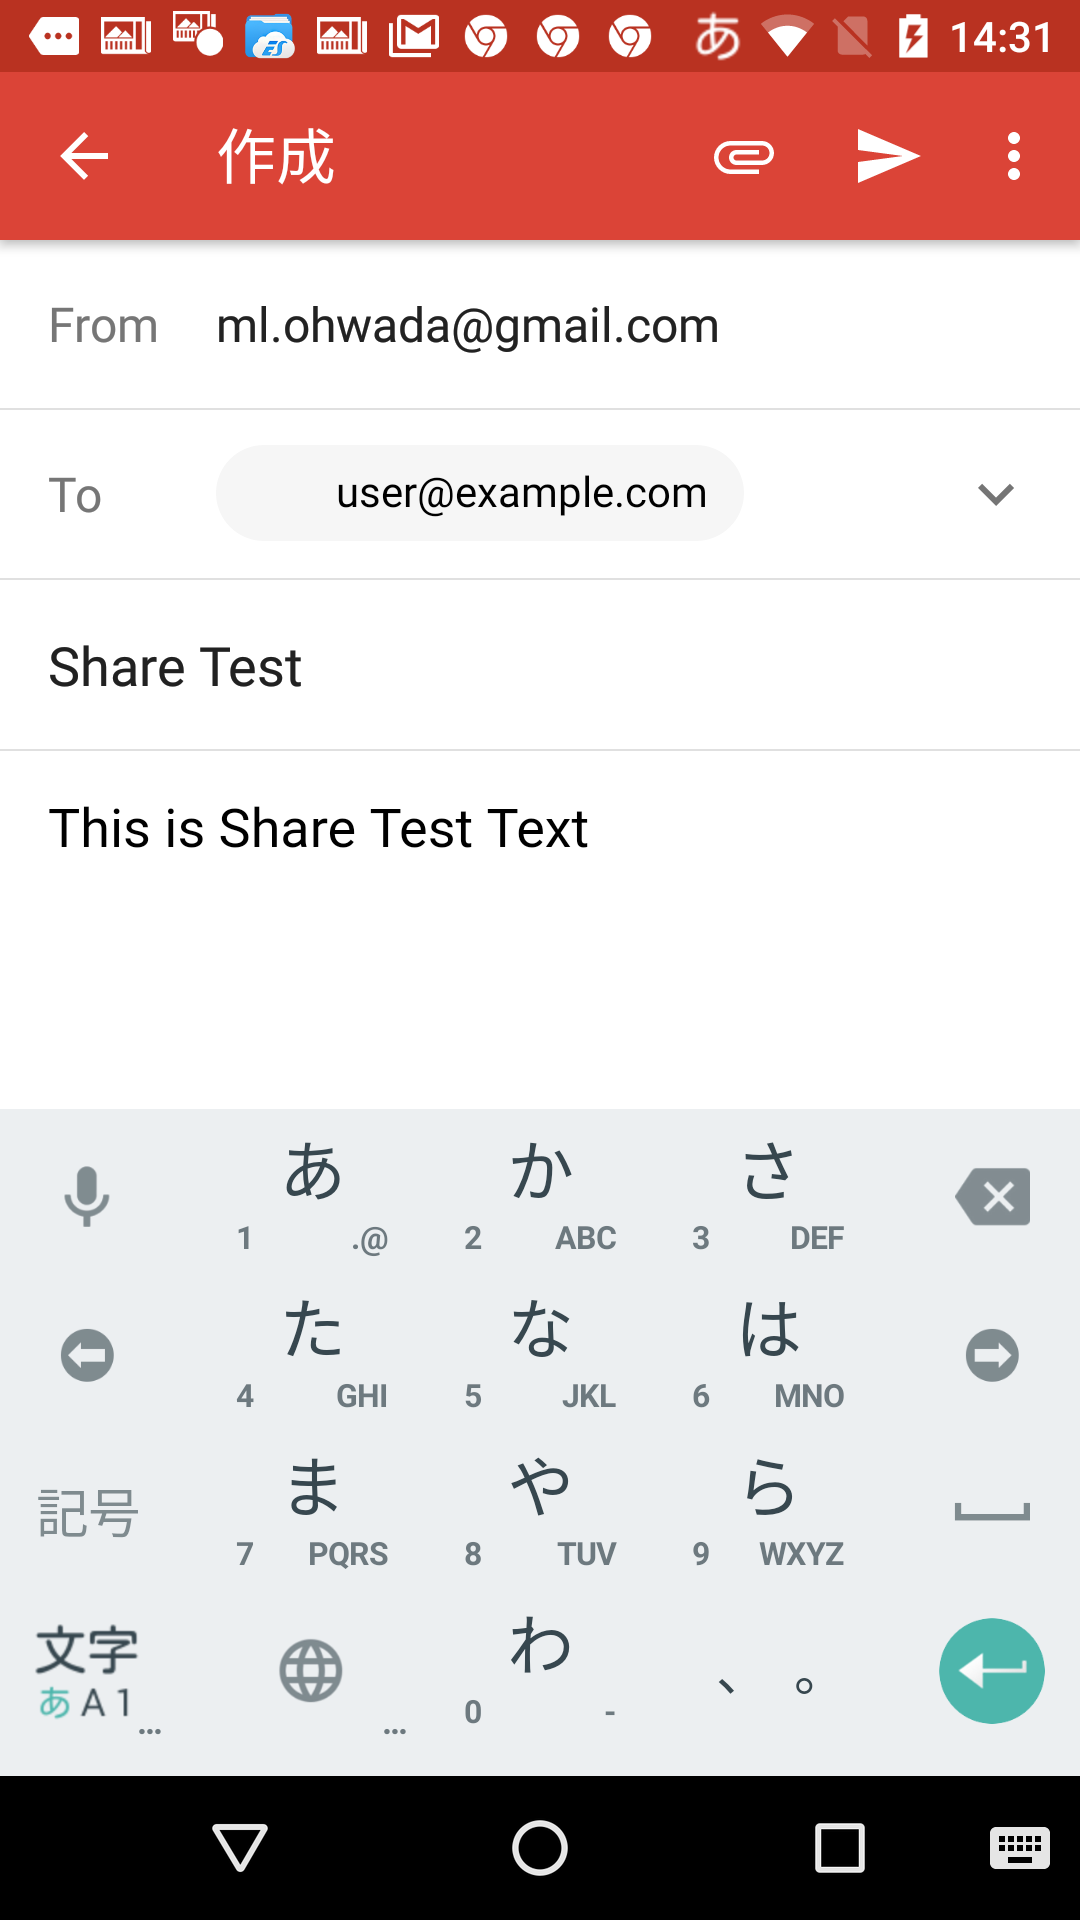 あ 14:31
作成
From ml.ohwada@gmail.com
To user@example.com
Share Test
This is Share Test Text
あ か さ
1 .@ 2 ABC 3 DEF
た な は
4 GHI 5 JKL 6 MNO
記号 ま や ら
7 PQRS 8 TUV 9 WXYZ
文字 わ 、 。
あ A 1 ... ... 0 -